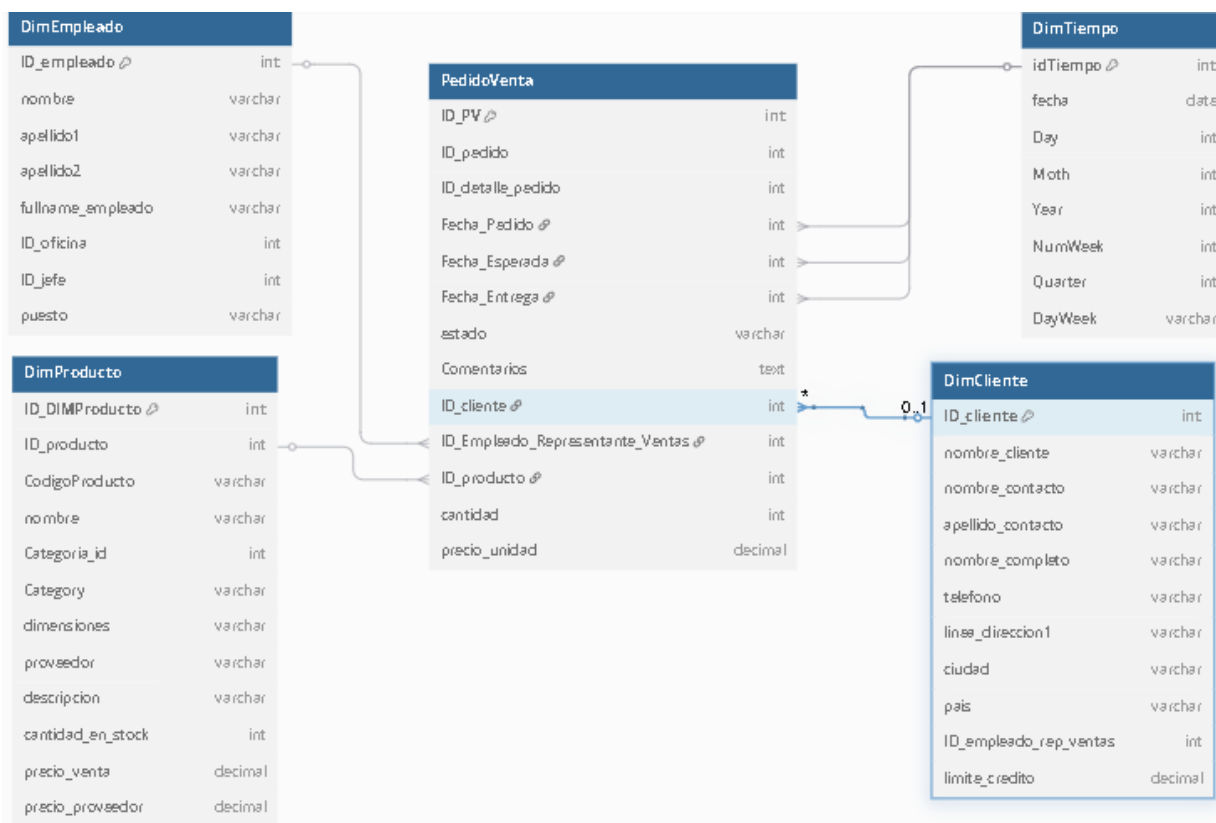 DimEmpleado
ID_empleado int
nombre varchar
apellido1 varchar
apellido2 varchar
fullname_empleado varchar
ID_oficina int
ID_jefe int
puesto varchar
DimProducto
ID_DIMProducto int
ID_producto int
CodigoProducto varchar
nombre varchar
Categoria_id int
Category varchar
dimensiones varchar
proveedor varchar
descripcion varchar
cantidad_en_stock int
precio_venta decimal
precio_proveedor decimal
PedidoVenta
ID_PV int
ID_pedido int
ID_detalle_pedido int
Fecha_Pedido int
Fecha_Esperada int
Fecha_Entrega int
estado varchar
Comentarios text
ID_cliente int
ID_Empleado_Representante_Ventas int
ID_producto int
cantidad int
precio_unidad decimal
* 0..1
DimTiempo
idTiempo int
fecha date
Day int
Moth int
Year int
NumWeek int
Quarter int
DayWeek varchar
DimCliente
ID_cliente int
nombre_cliente varchar
nombre_contacto varchar
apellido_contacto varchar
nombre_completo varchar
telefono varchar
linea_direccion1 varchar
ciudad varchar
pais varchar
ID_empleado_rep_ventas int
limite_credito decimal